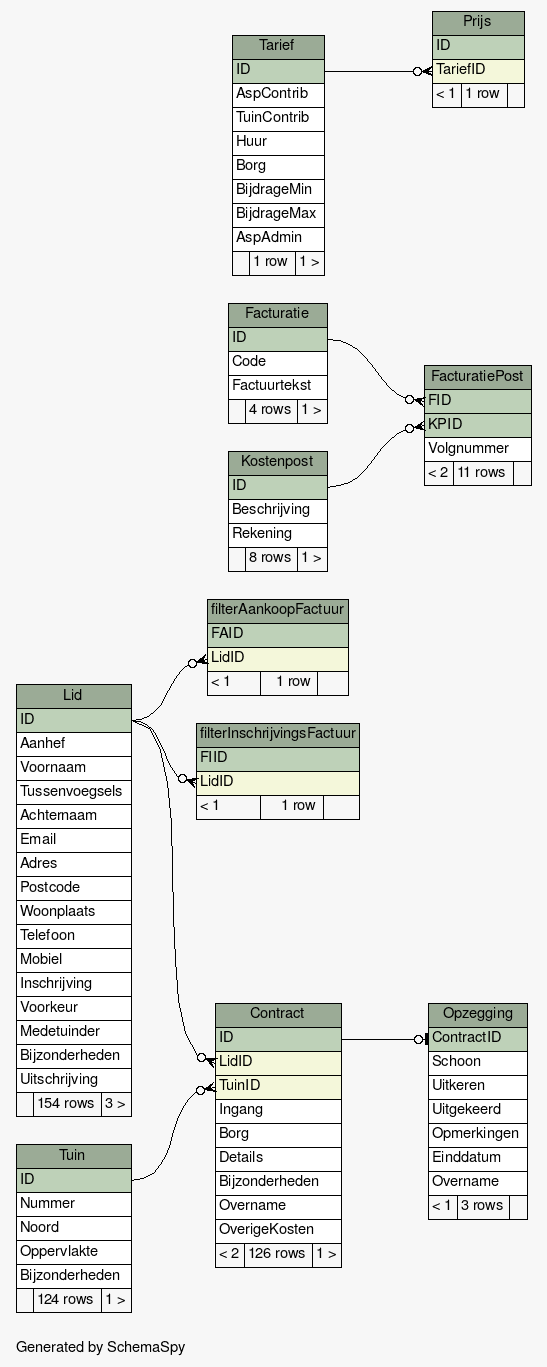 Prijs
ID
TariefID
< 1 1 row
Tarief
ID
AspContrib
TuinContrib
Huur
Borg
BijdrageMin
BijdrageMax
AspAdmin
1 row 1 >
Facturatie
ID
Code
Factuurtekst
4 rows 1 >
FacturatiePost
FID
KPID
Volgnummer
< 2 11 rows
Kostenpost
ID
Beschrijving
Rekening
8 rows 1 >
filterAankoopFactuur
FAID
LidID
< 1 1 row
filterInschrijvingsFactuur
FIID
LidID
< 1 1 row
Lid
ID
Aanhef
Voornaam
Tussenvoegsels
Achternaam
Email
Adres
Postcode
Woonplaats
Telefoon
Mobiel
Inschrijving
Voorkeur
Medetuinder
Bijzonderheden
Uitschrijving
154 rows 3 >
Contract
ID
LidID
TuinID
Ingang
Borg
Details
Bijzonderheden
Overname
OverigeKosten
< 2 126 rows 1 >
Opzegging
ContractID
Schoon
Uitkeren
Uitgekeerd
Opmerkingen
Einddatum
Overname
< 1 3 rows
Tuin
ID
Nummer
Noord
Oppervlakte
Bijzonderheden
124 rows 1 >
Generated by SchemaSpy